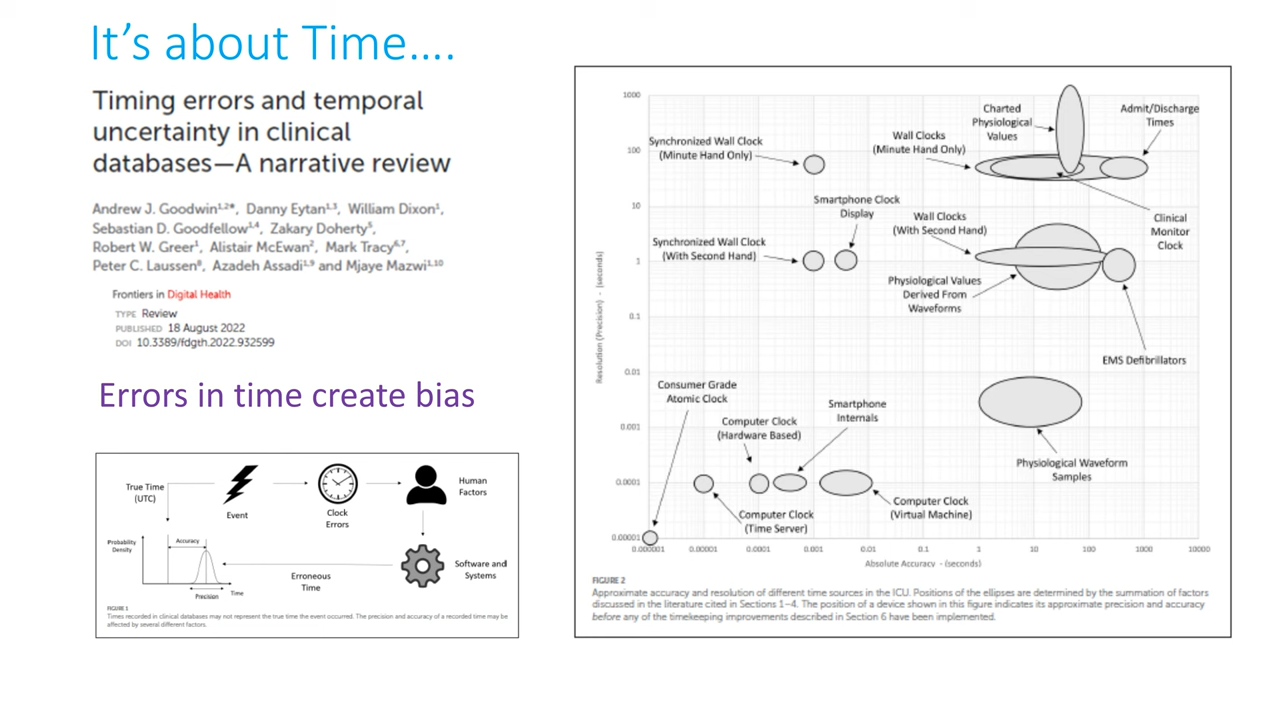 It's about Time….
Timing errors and temporal
uncertainty in clinical
databases—A narrative review
Andrew J. Goodwin¹,²*, Danny Eytan¹,³, William Dixon¹,
Sebastian D. Goodfellow¹,⁴, Zakary Doherty⁵,
Robert W. Greer¹, Alistair McEwan², Mark Tracy⁶,⁷,
Peter C. Laussen⁸, Azadeh Assadi¹,⁹ and Mjaye Mazwi¹,¹⁰
Frontiers in Digital Health
TYPE Review
PUBLISHED 18 August 2022
DOI 10.3389/fdgth.2022.932599
Errors in time create bias
True Time
(UTC)
Event
Clock
Errors
Human
Factors
Probability
Density
Accuracy
Precision
Time
Erroneous
Time
Software and
Systems
FIGURE 1
Times recorded in clinical databases may not represent the true time the event occurred. The precision and accuracy of a recorded time may be
affected by several different factors.
Resolution (Precision) - (seconds)
1000
100
10
1
0.1
0.01
0.001
0.0001
0.00001
Synchronized Wall Clock
(Minute Hand Only)
Wall Clocks
(Minute Hand Only)
Charted
Physiological
Values
Admit/Discharge
Times
Smartphone Clock
Display
Synchronized Wall Clock
(With Second Hand)
Wall Clocks
(With Second Hand)
Clinical
Monitor
Clock
Physiological Values
Derived From
Waveforms
EMS Defibrillators
Consumer Grade
Atomic Clock
Computer Clock
(Hardware Based)
Smartphone
Internals
Physiological Waveform
Samples
Computer Clock
(Time Server)
Computer Clock
(Virtual Machine)
0.000001
0.00001
0.0001
0.001
0.01
0.1
1
10
100
1000
10000
Absolute Accuracy - (seconds)
FIGURE 2
Approximate accuracy and resolution of different time sources in the ICU. Positions of the ellipses are determined by the summation of factors
discussed in the literature cited in Sections 1–4. The position of a device shown in this figure indicates its approximate precision and accuracy
before any of the timekeeping improvements described in Section 6 have been implemented.